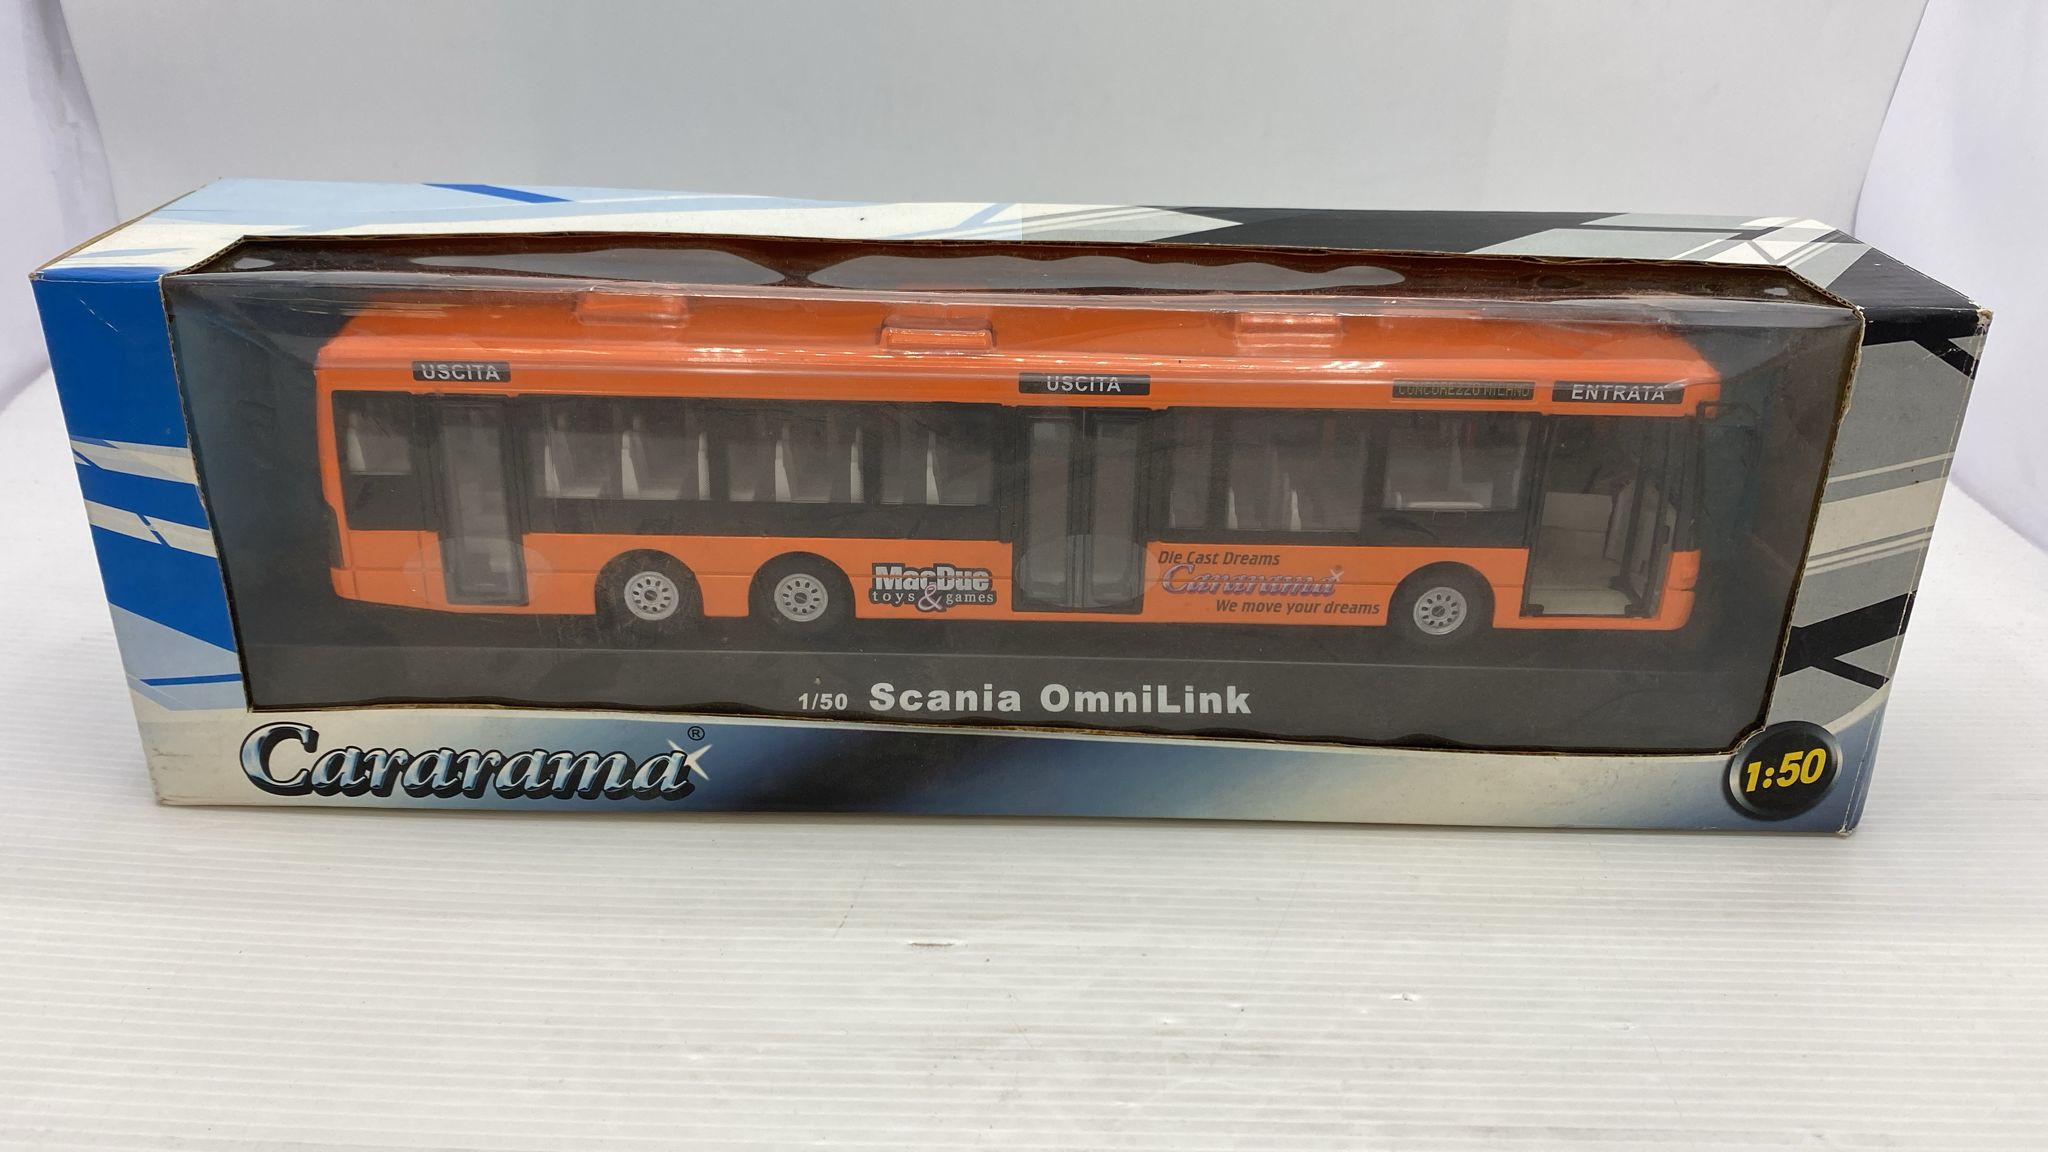 USCITA
USCITA
CONCOREZZO MILANO
ENTRATA
MacDue
toys & games
Die Cast Dreams
Cararama
We move your dreams
1/50 Scania OmniLink
Cararama®
1:50